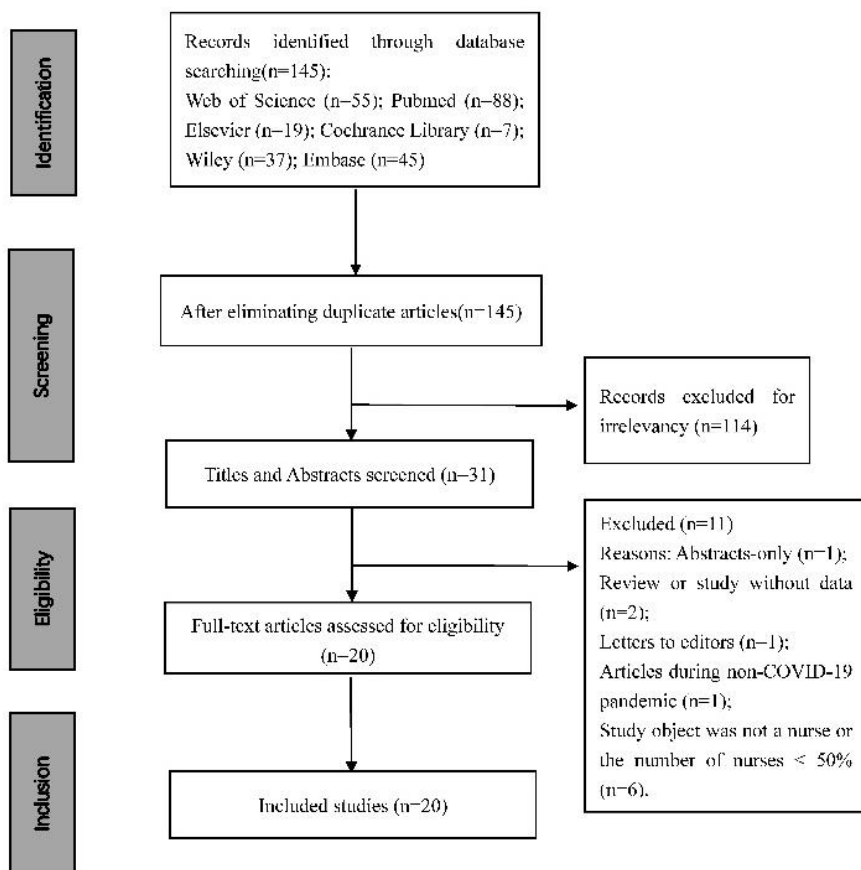 Identification
Records identified through database
searching(n=145):
Web of Science (n=55); Pubmed (n=88);
Elsevier (n=19); Cochrance Library (n=7);
Wiley (n=37); Embase (n=45)
Screening
After eliminating duplicate articles(n=145)
Records excluded for
irrelevancy (n=114)
Titles and Abstracts screened (n=31)
Eligibility
Excluded (n=11)
Reasons: Abstracts-only (n=1);
Review or study without data
(n=2);
Letters to editors (n=1);
Articles during non-COVID-19
pandemic (n=1);
Study object was not a nurse or
the number of nurses < 50%
(n=6).
Full-text articles assessed for eligibility
(n=20)
Inclusion
Included studies (n=20)